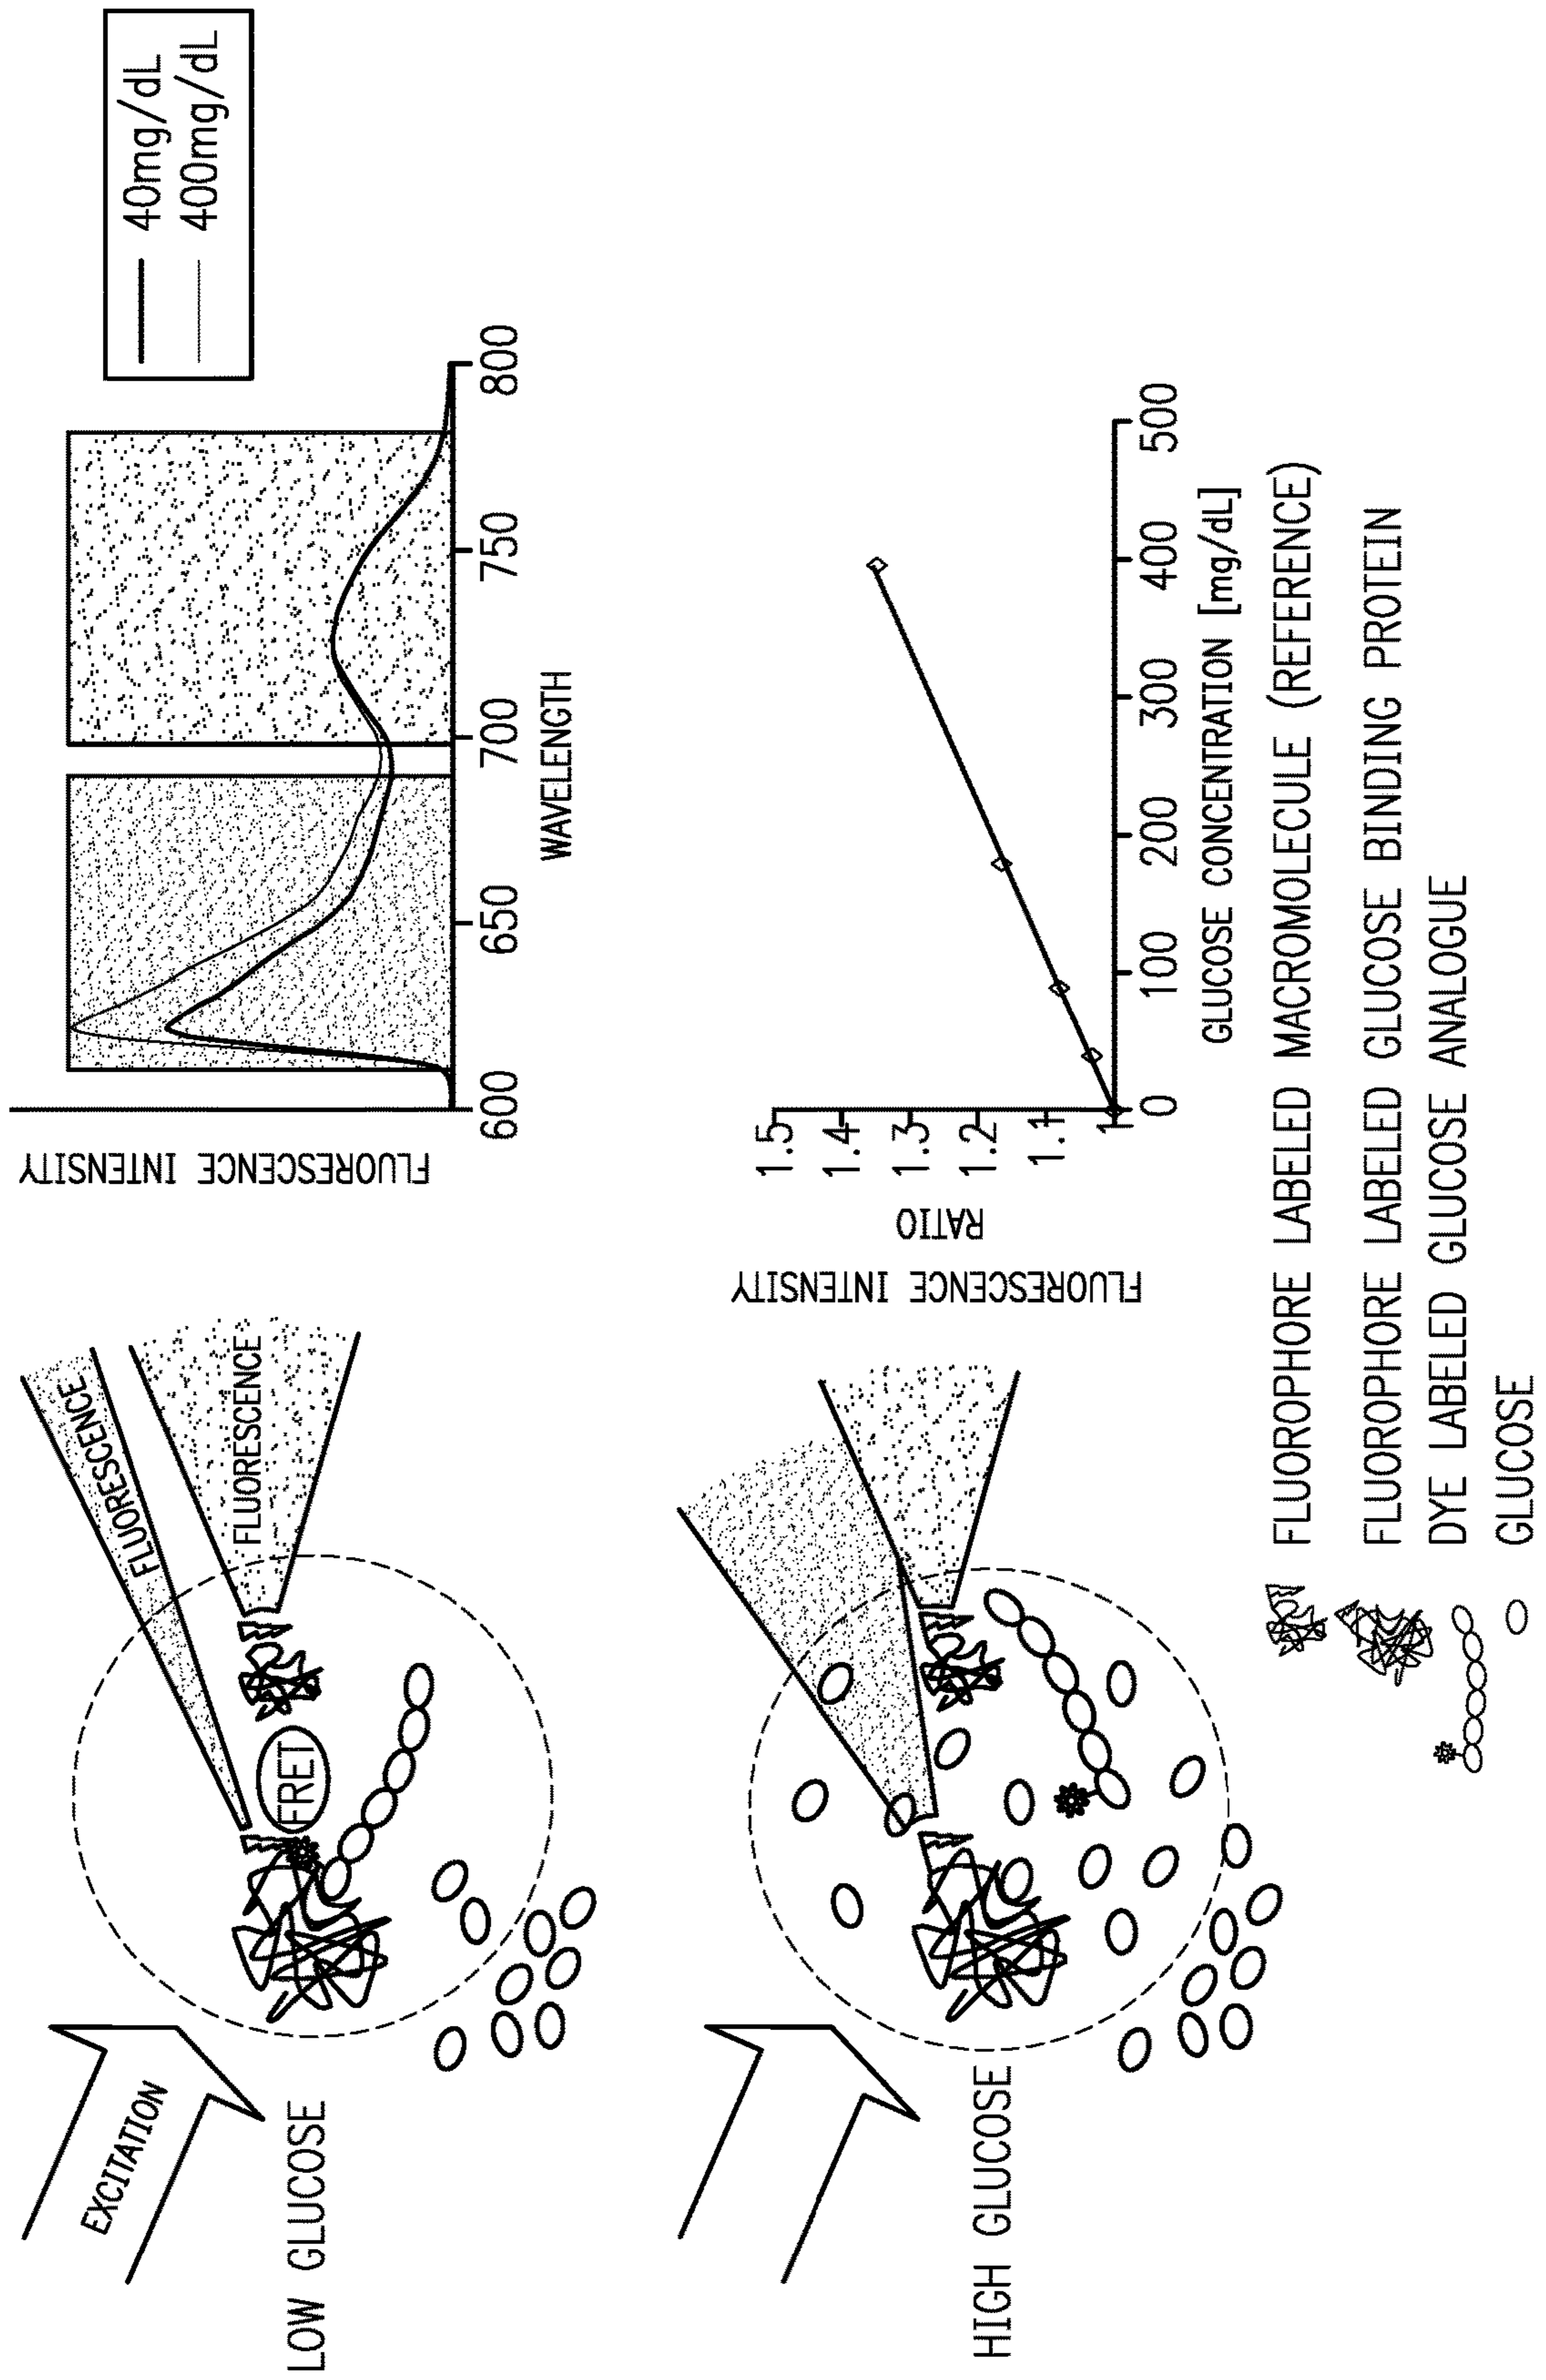 EXCITATION
LOW GLUCOSE
FLUORESCENCE
FLUORESCENCE
FRET
FLUORESCENCE INTENSITY
600
650
700
750
800
WAVELENGTH
40mg/dL
400mg/dL
HIGH GLUCOSE
FLUORESCENCE INTENSITY
RATIO
1.5
1.4
1.3
1.2
1.1
1
0
100
200
300
400
500
GLUCOSE CONCENTRATION [mg/dL]
FLUOROPHORE LABELED MACROMOLECULE (REFERENCE)
FLUOROPHORE LABELED GLUCOSE BINDING PROTEIN
DYE LABELED GLUCOSE ANALOGUE
GLUCOSE